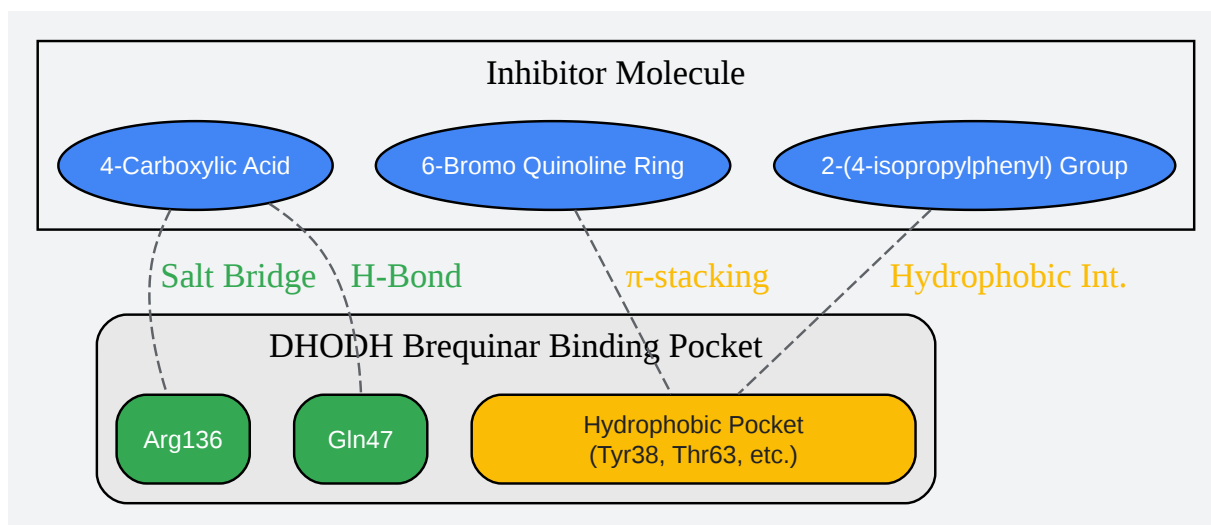 Inhibitor Molecule
4-Carboxylic Acid
6-Bromo Quinoline Ring
2-(4-isopropylphenyl) Group
Salt Bridge
H-Bond
π-stacking
Hydrophobic Int.
DHODH Brequinar Binding Pocket
Arg136
Gln47
Hydrophobic Pocket
(Tyr38, Thr63, etc.)